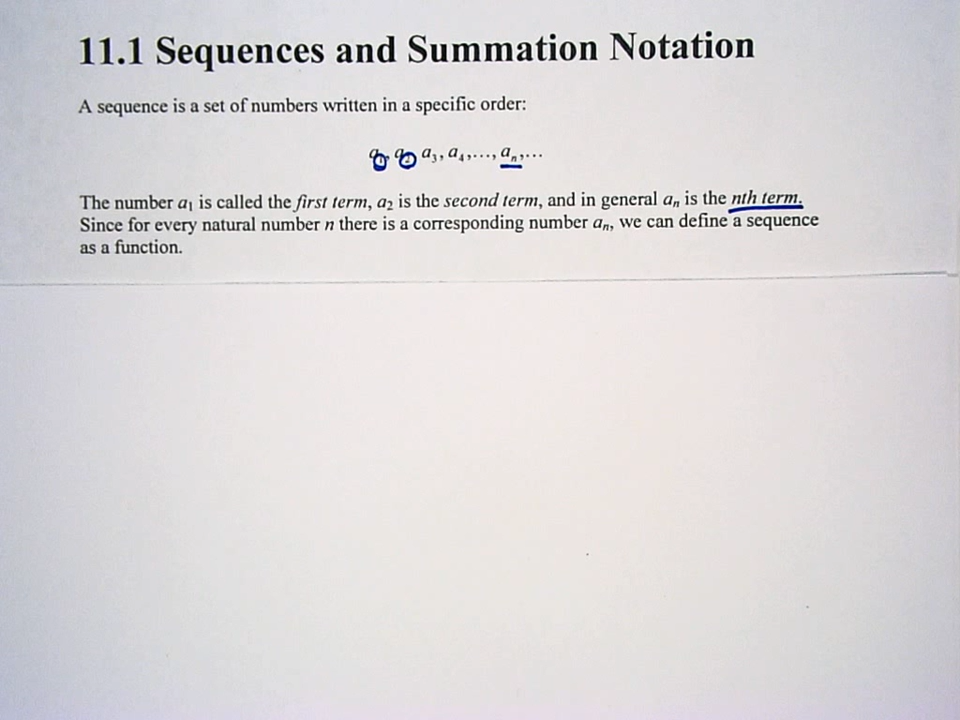 11.1 Sequences and Summation Notation
A sequence is a set of numbers written in a specific order:
a₁, a₂, a₃, a₄,..., aₙ,...
The number a₁ is called the first term, a₂ is the second term, and in general aₙ is the nth term.
Since for every natural number n there is a corresponding number aₙ, we can define a sequence
as a function.